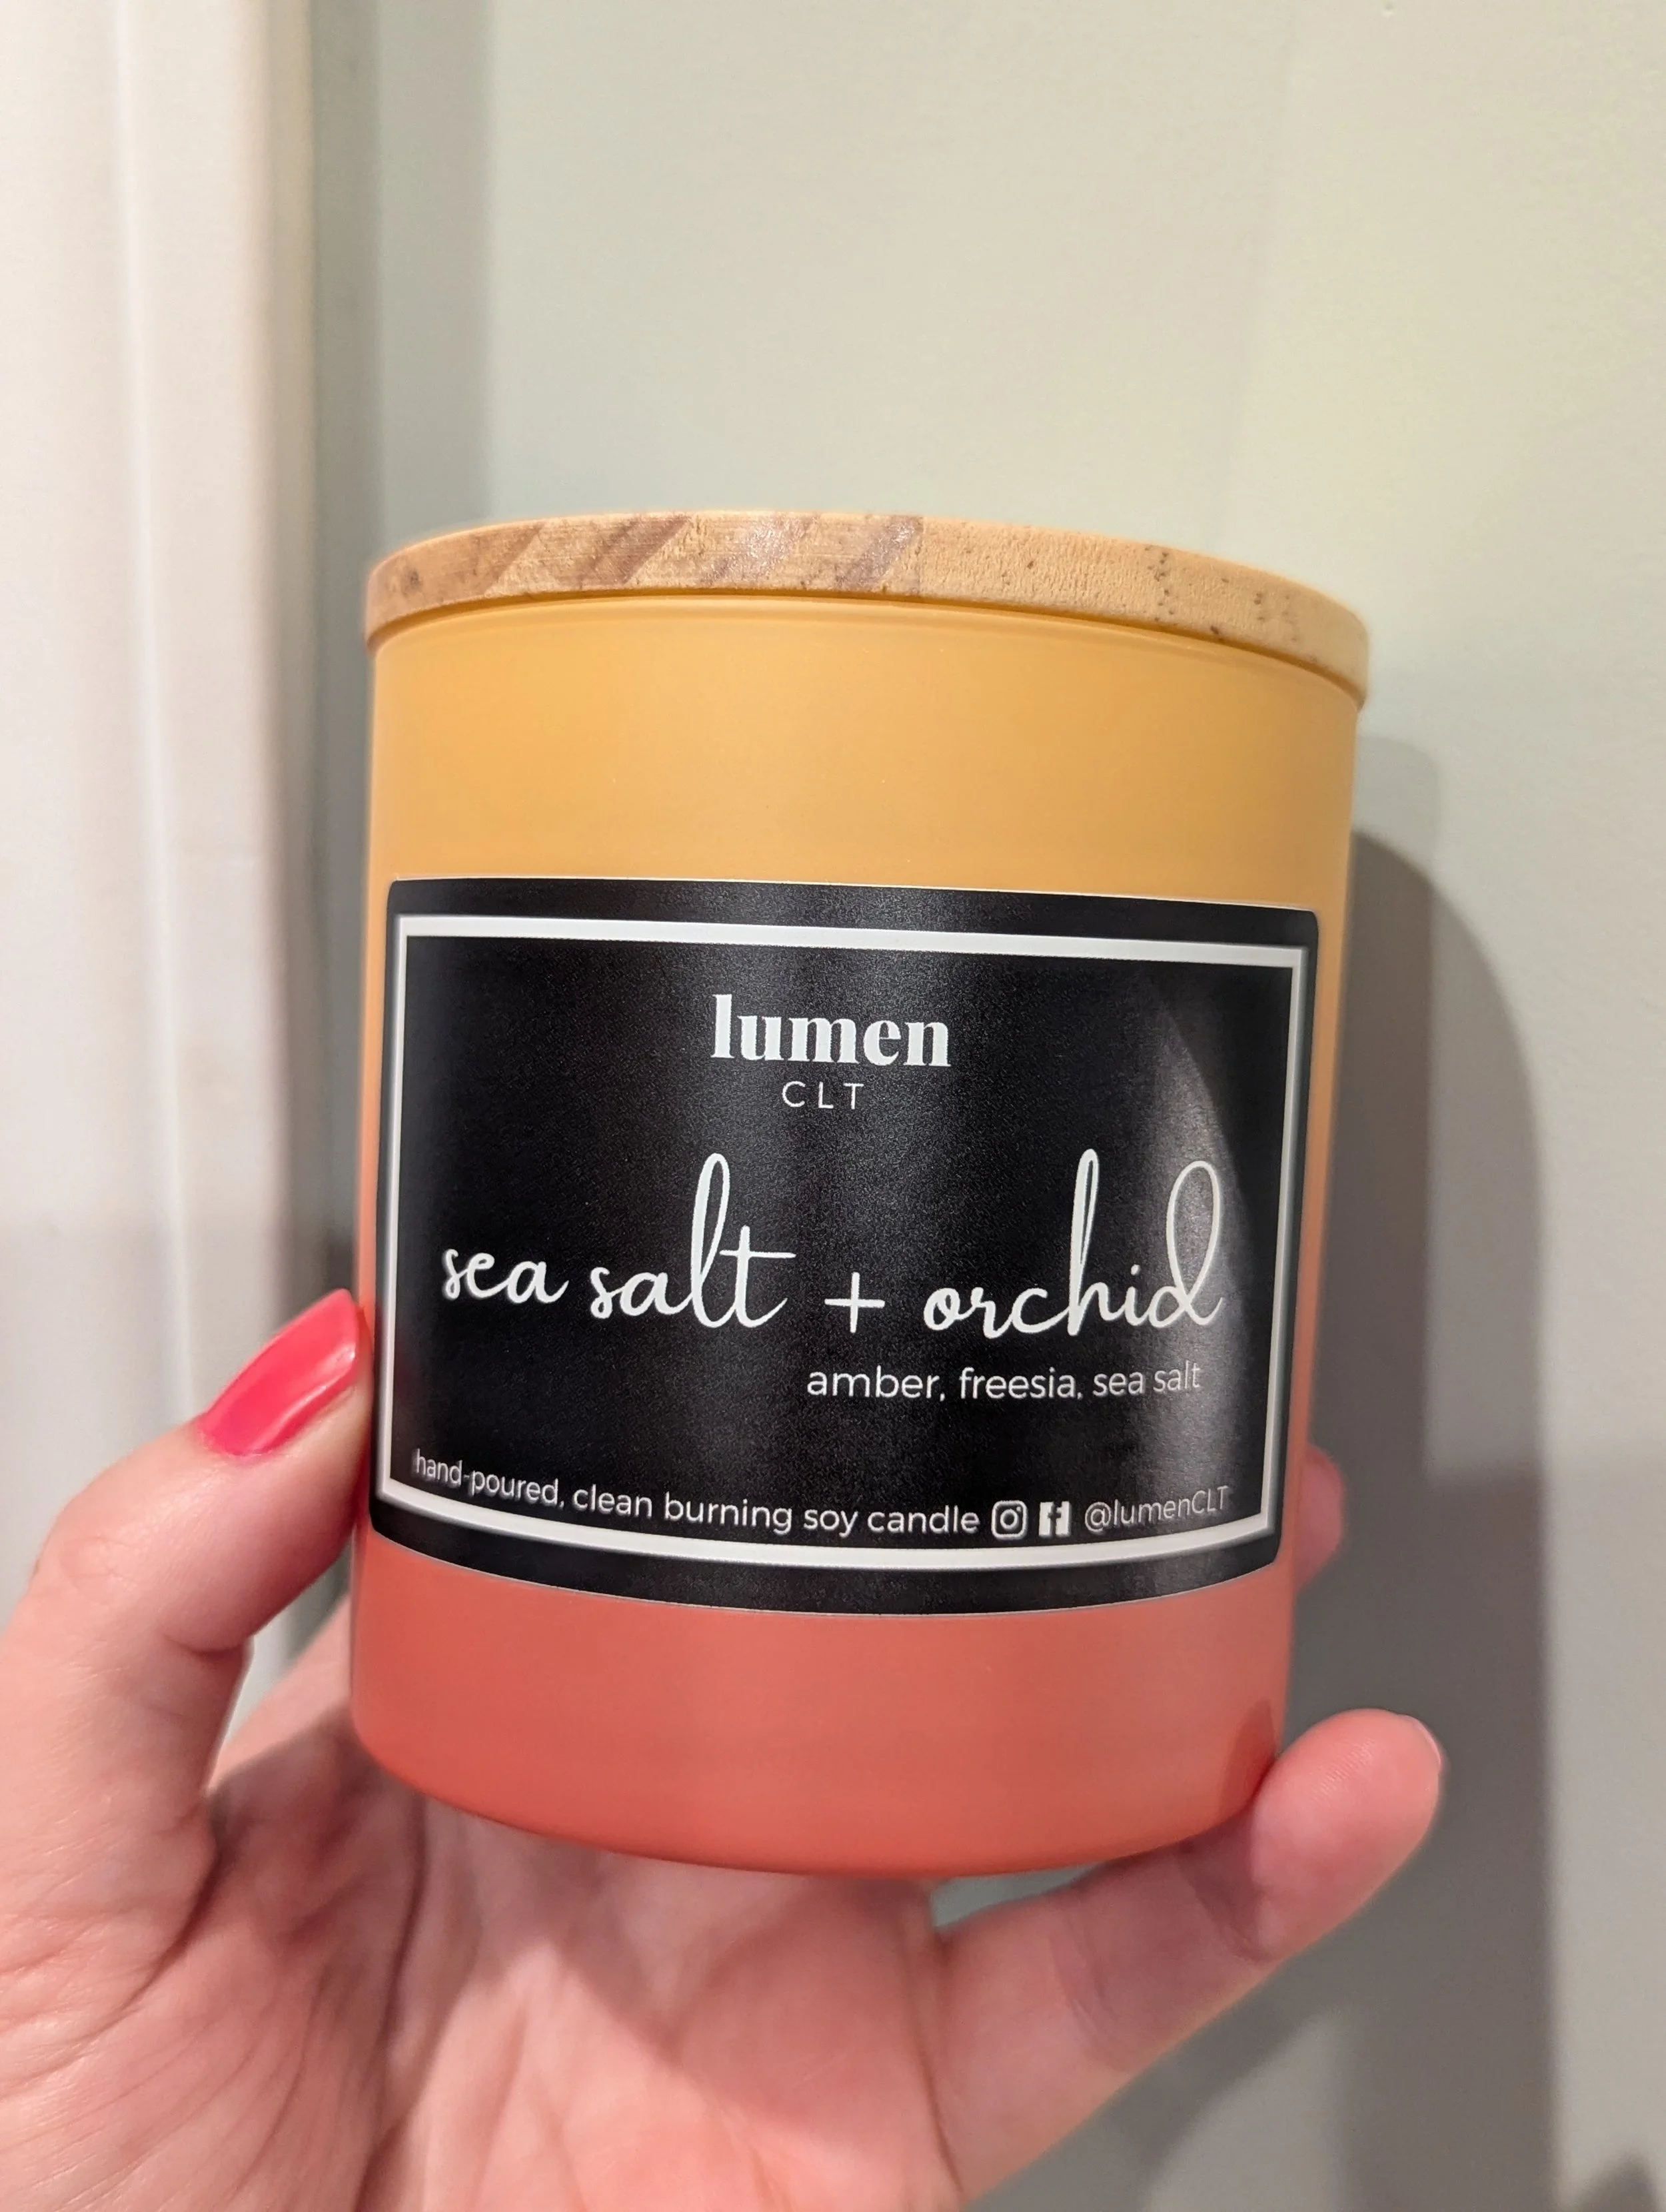 lumen
CLT
sea salt + orchid
amber, freesia, sea salt
hand-poured, clean burning soy candle @lumenCLT